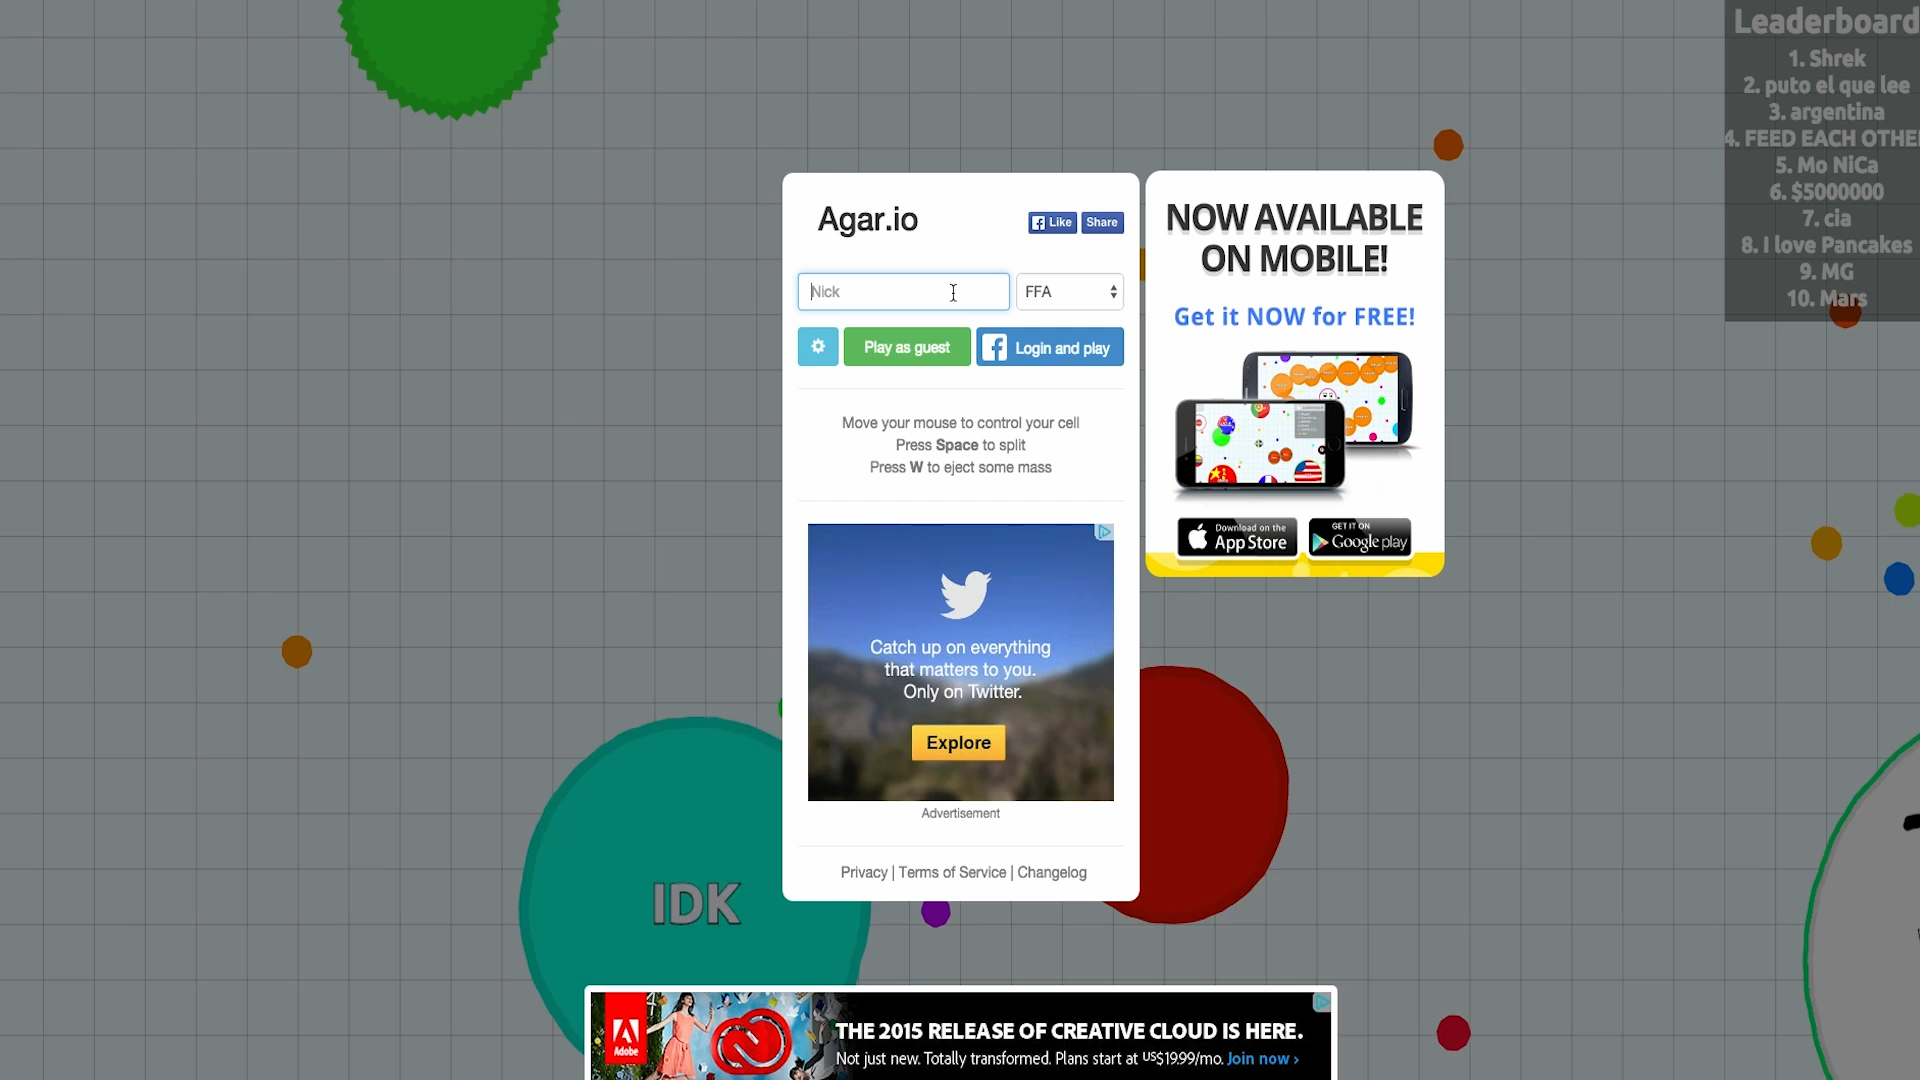 Leaderboard
1. Shrek
2. puto el que lee
3. argentina
4. FEED EACH OTHE
5. Mo NiCa
6. $5000000
7. cia
8. I love Pancakes
9. MG
10. Mars
Agar.io
Like
Share
Nick
FFA
Play as guest
Login and play
Move your mouse to control your cell
Press Space to split
Press W to eject some mass
Catch up on everything
that matters to you.
Only on Twitter.
Explore
Advertisement
Privacy | Terms of Service | Changelog
NOW AVAILABLE
ON MOBILE!
Get it NOW for FREE!
Download on the
App Store
GET IT ON
Google play
IDK
Adobe
THE 2015 RELEASE OF CREATIVE CLOUD IS HERE.
Not just new. Totally transformed. Plans start at US$19.99/mo. Join now ›